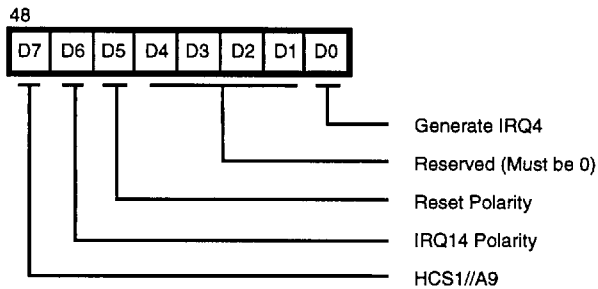 48
D7 D6 D5 D4 D3 D2 D1 D0
Generate IRQ4
Reserved (Must be 0)
Reset Polarity
IRQ14 Polarity
HCS1//A9